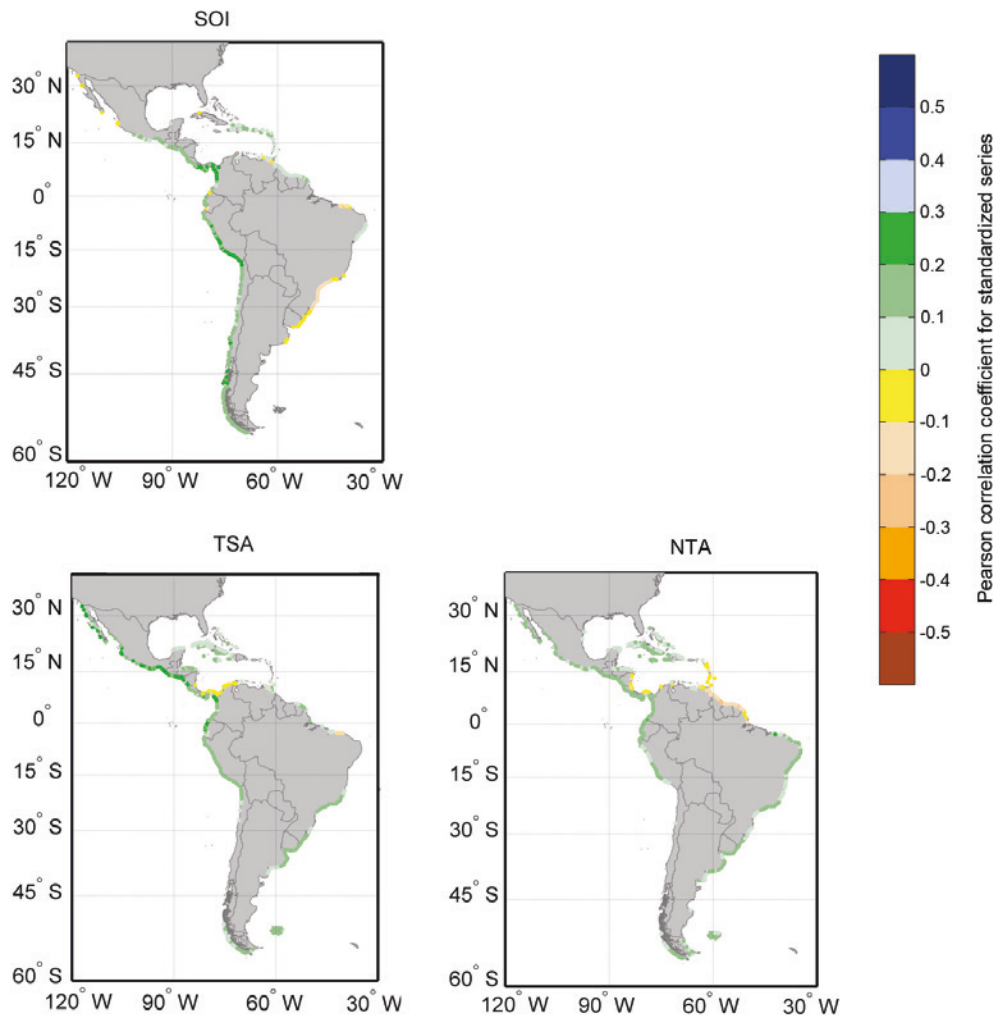 SOI
30° N
15° N
0°
15° S
30° S
45° S
60° S
120° W 90° W 60° W 30° W
0.5
0.4
0.3
0.2
0.1
0
-0.1
-0.2
-0.3
-0.4
-0.5
Pearson correlation coefficient for standardized series
TSA
30° N
15° N
0°
15° S
30° S
45° S
60° S
120° W 90° W 60° W 30° W
NTA
30° N
15° N
0°
15° S
30° S
45° S
60° S
120° W 90° W 60° W 30° W